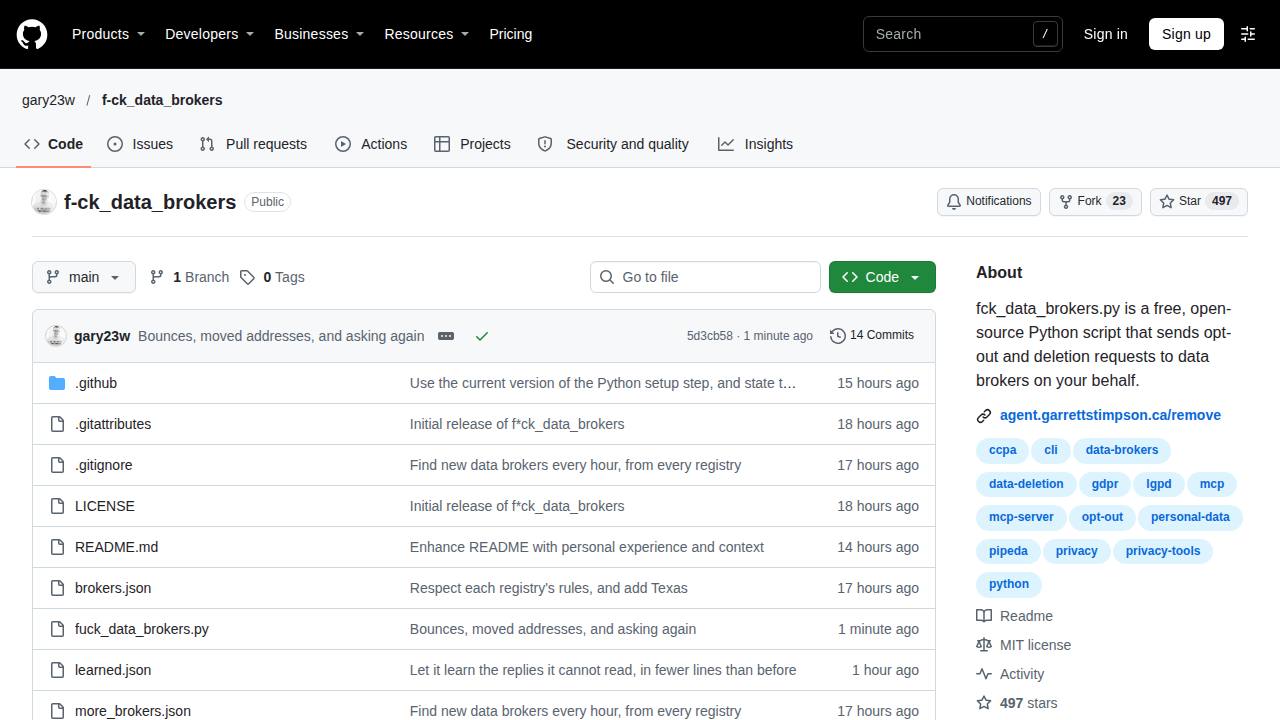 Products Developers Businesses Resources Pricing Search / Sign in Sign up
gary23w / f-ck_data_brokers
Code Issues Pull requests Actions Projects Security and quality Insights
f-ck_data_brokers Public Notifications Fork 23 Star 497
main 1 Branch 0 Tags Go to file Code
gary23w Bounces, moved addresses, and asking again 5d3cb58 · 1 minute ago 14 Commits
.github Use the current version of the Python setup step, and state t… 15 hours ago
.gitattributes Initial release of f*ck_data_brokers 18 hours ago
.gitignore Find new data brokers every hour, from every registry 17 hours ago
LICENSE Initial release of f*ck_data_brokers 18 hours ago
README.md Enhance README with personal experience and context 14 hours ago
brokers.json Respect each registry's rules, and add Texas 17 hours ago
fuck_data_brokers.py Bounces, moved addresses, and asking again 1 minute ago
learned.json Let it learn the replies it cannot read, in fewer lines than before 1 hour ago
more_brokers.json Find new data brokers every hour, from every registry 17 hours ago
About
fck_data_brokers.py is a free, open-
source Python script that sends opt-
out and deletion requests to data
brokers on your behalf.
agent.garrettstimpson.ca/remove
ccpa cli data-brokers
data-deletion gdpr lgpd mcp
mcp-server opt-out personal-data
pipeda privacy privacy-tools
python
Readme
MIT license
Activity
497 stars